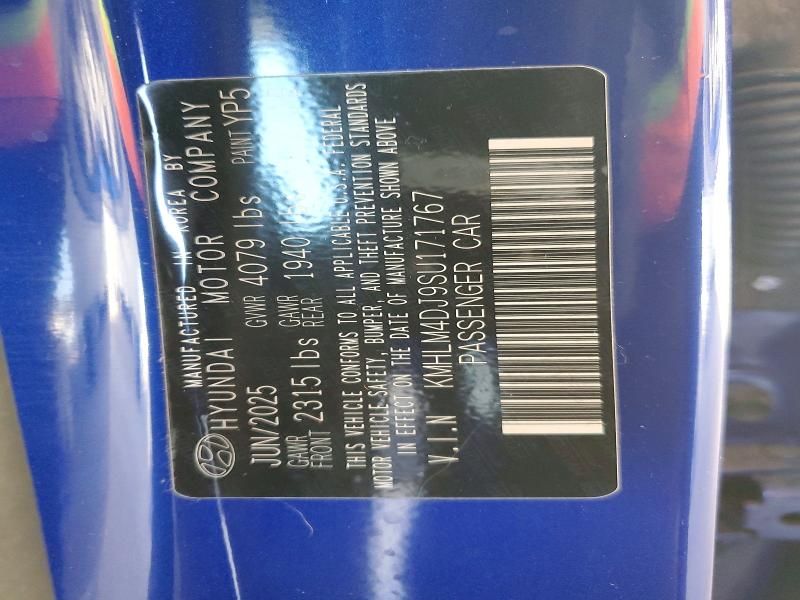 MANUFACTURED IN KOREA BY
HYUNDAI MOTOR COMPANY
JUN/2025 GVWR 4079 lbs PAINT YP5
GAWR FRONT 2315 lbs GAWR REAR 1940
THIS VEHICLE CONFORMS TO ALL APPLICABLE U.S.A. FEDERAL
MOTOR VEHICLE SAFETY, BUMPER, AND THEFT PREVENTION STANDARDS
IN EFFECT ON THE DATE OF MANUFACTURE SHOWN ABOVE
V.I.N KMHLM4DJ9SU171767
PASSENGER CAR